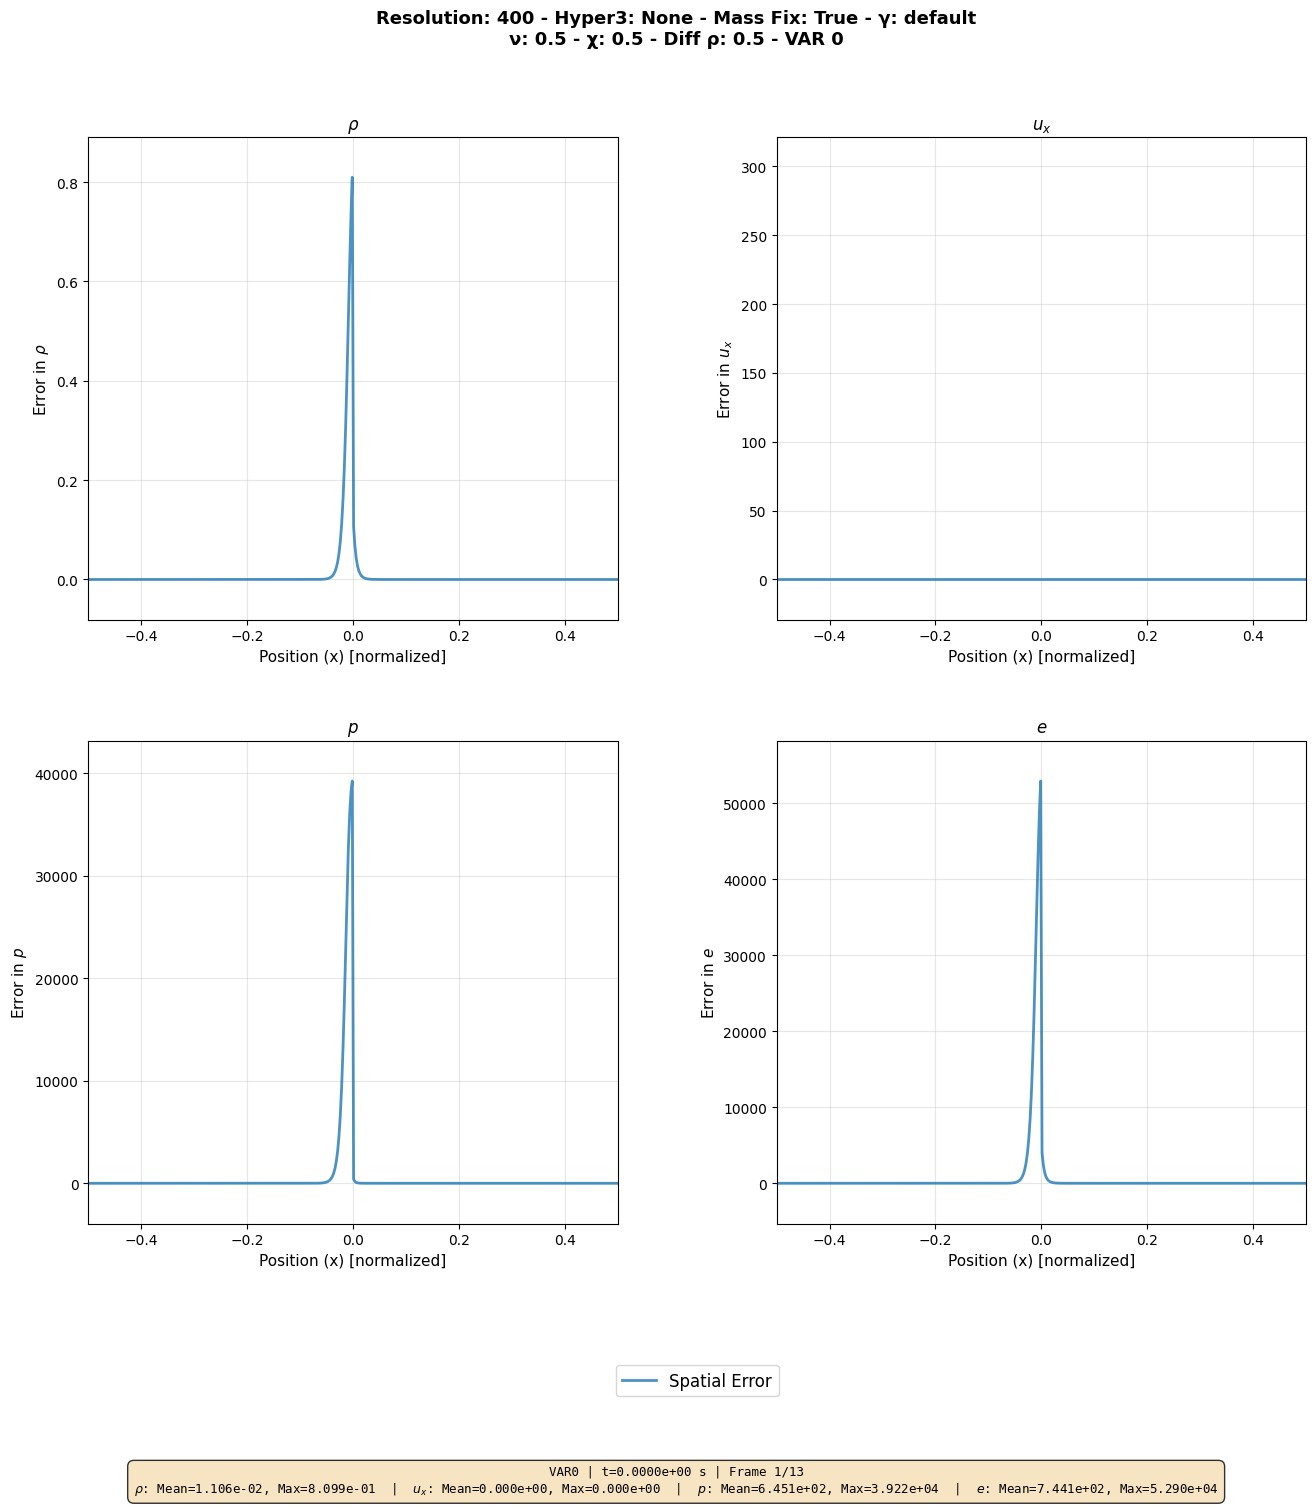 Resolution: 400 - Hyper3: None - Mass Fix: True - γ: default
ν: 0.5 - χ: 0.5 - Diff ρ: 0.5 - VAR 0
ρ
Error in ρ
0.8
0.6
0.4
0.2
0.0
−0.4 −0.2 0.0 0.2 0.4
Position (x) [normalized]
uₓ
Error in uₓ
300
250
200
150
100
50
0
−0.4 −0.2 0.0 0.2 0.4
Position (x) [normalized]
p
Error in p
40000
30000
20000
10000
0
−0.4 −0.2 0.0 0.2 0.4
Position (x) [normalized]
e
Error in e
50000
40000
30000
20000
10000
0
−0.4 −0.2 0.0 0.2 0.4
Position (x) [normalized]
Spatial Error
VAR0 | t=0.0000e+00 s | Frame 1/13
ρ: Mean=1.106e-02, Max=8.099e-01 | uₓ: Mean=0.000e+00, Max=0.000e+00 | p: Mean=6.451e+02, Max=3.922e+04 | e: Mean=7.441e+02, Max=5.290e+04